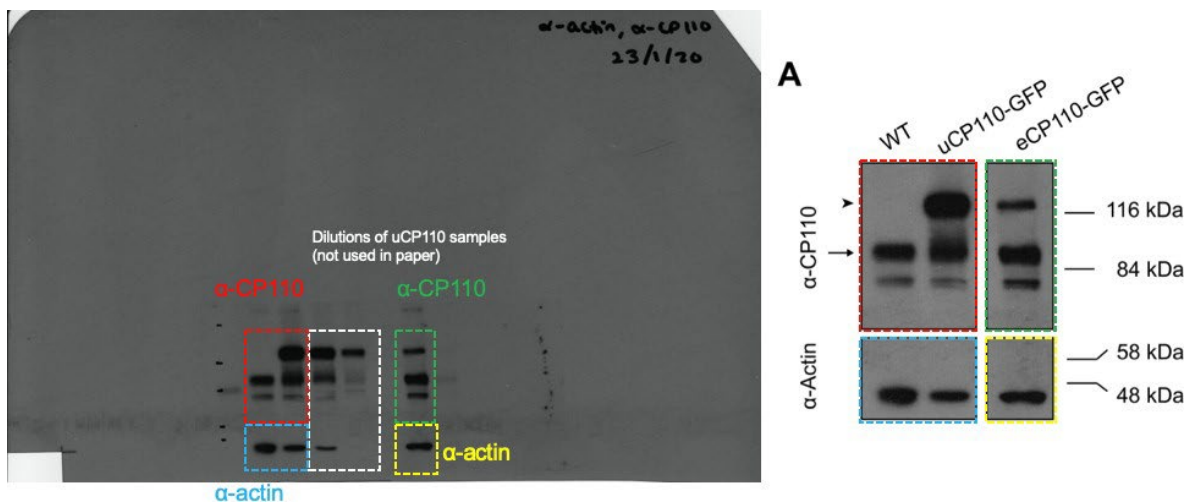 α-actin, α-CP110
23/1/20
Dilutions of uCP110 samples
(not used in paper)
α-CP110
α-CP110
α-actin
α-actin
A
WT
uCP110-GFP
eCP110-GFP
α-CP110
116 kDa
84 kDa
α-Actin
58 kDa
48 kDa